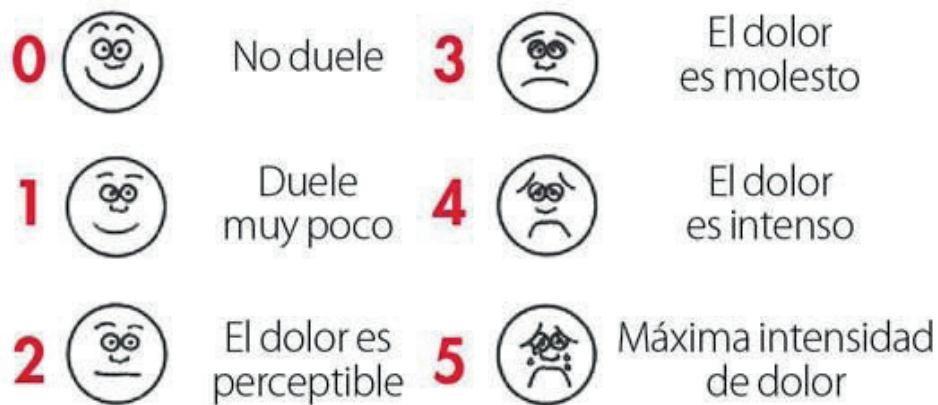 0
No duele
1
Duele
muy poco
2
El dolor es
perceptible
3
El dolor
es molesto
4
El dolor
es intenso
5
Máxima intensidad
de dolor